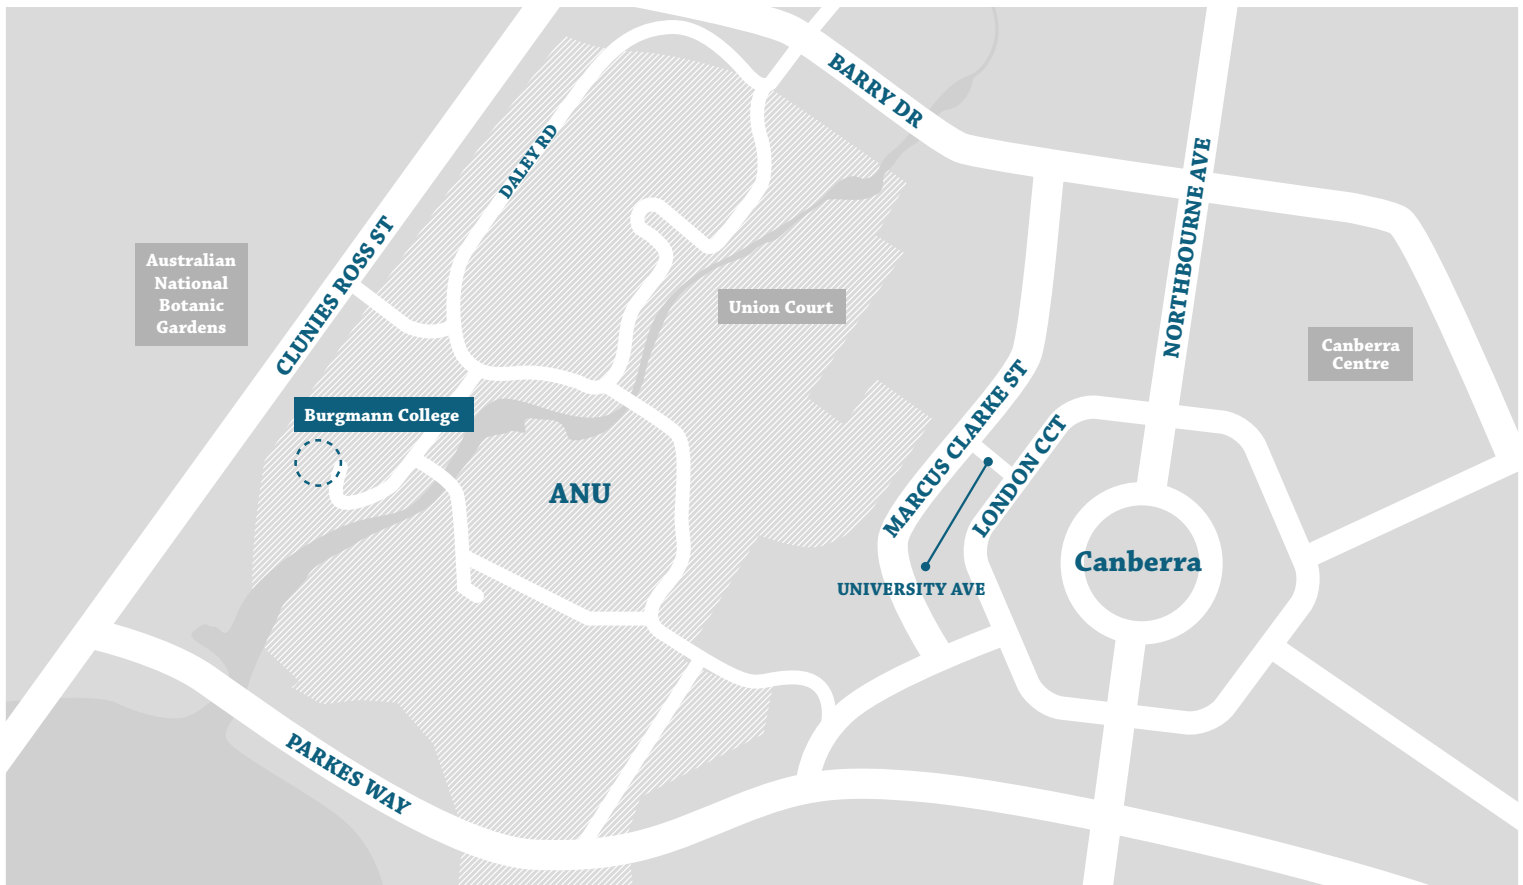 BARRY DR
DALEY RD
NORTHBOURNE AVE
CLUNIES ROSS ST
Australian
National
Botanic
Gardens
Union Court
Canberra
Centre
Burgmann College
MARCUS CLARKE ST
LONDON CCT
ANU
Canberra
UNIVERSITY AVE
PARKES WAY